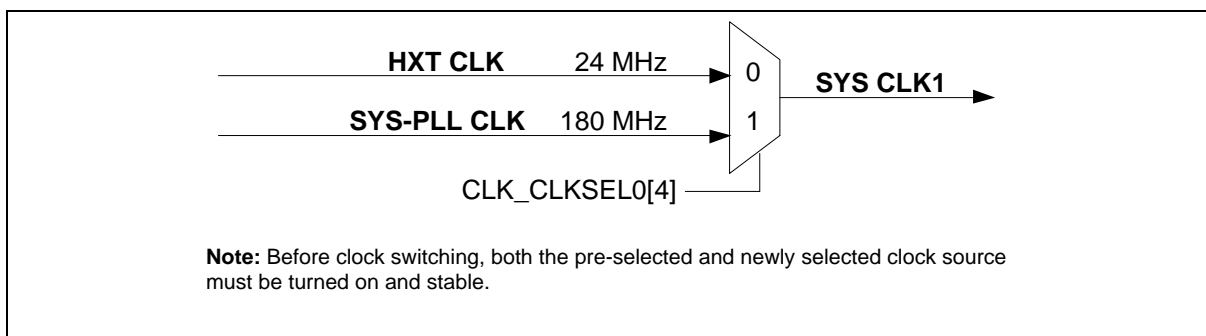 HXT CLK 24 MHz
0
SYS CLK1
SYS-PLL CLK 180 MHz
1
CLK_CLKSEL0[4]
Note: Before clock switching, both the pre-selected and newly selected clock source
must be turned on and stable.